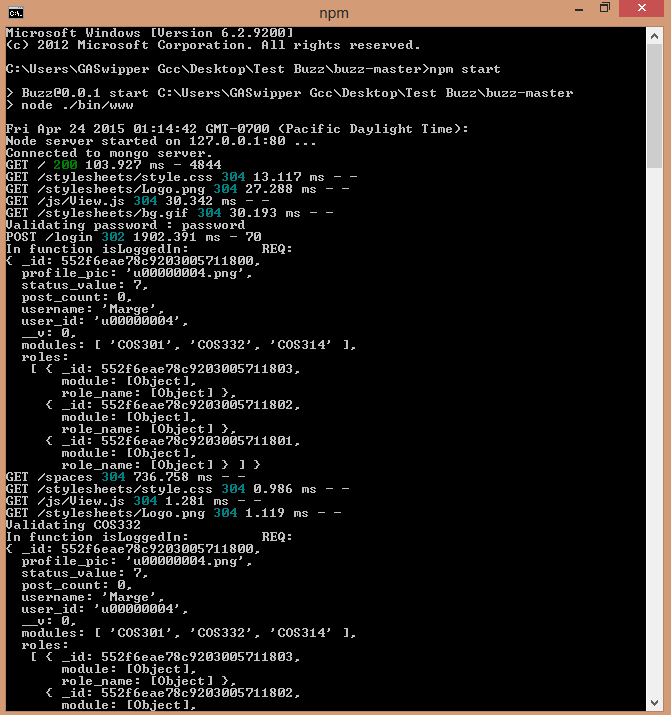 npm
Microsoft Windows [Version 6.2.9200]
(c) 2012 Microsoft Corporation. All rights reserved.
C:\Users\GASwipper Gcc\Desktop\Test Buzz\buzz-master>npm start
> Buzz@0.0.1 start C:\Users\GASwipper Gcc\Desktop\Test Buzz\buzz-master
> node ./bin/www
Fri Apr 24 2015 01:14:42 GMT-0700 (Pacific Daylight Time):
Node server started on 127.0.0.1:80 ...
Connected to mongo server.
GET / 200 103.927 ms - 4844
GET /stylesheets/style.css 304 13.117 ms - -
GET /stylesheets/Logo.png 304 27.288 ms - -
GET /js/View.js 304 30.342 ms - -
GET /stylesheets/bg.gif 304 30.193 ms - -
Validating password : password
POST /login 302 1902.391 ms - 70
In function isLoggedIn:         REQ:
{ _id: 552f6eae78c9203005711800,
  profile_pic: 'u00000004.png',
  status_value: 7,
  post_count: 0,
  username: 'Marge',
  user_id: 'u00000004',
  __v: 0,
  modules: [ 'COS301', 'COS332', 'COS314' ],
  roles:
   [ { _id: 552f6eae78c9203005711803,
       module: [Object],
       role_name: [Object] },
     { _id: 552f6eae78c9203005711802,
       module: [Object],
       role_name: [Object] },
     { _id: 552f6eae78c9203005711801,
       module: [Object],
       role_name: [Object] } ] }
GET /spaces 304 736.758 ms - -
GET /stylesheets/style.css 304 0.986 ms - -
GET /js/View.js 304 1.281 ms - -
GET /stylesheets/Logo.png 304 1.119 ms - -
Validating COS332
In function isLoggedIn:         REQ:
{ _id: 552f6eae78c9203005711800,
  profile_pic: 'u00000004.png',
  status_value: 7,
  post_count: 0,
  username: 'Marge',
  user_id: 'u00000004',
  __v: 0,
  modules: [ 'COS301', 'COS332', 'COS314' ],
  roles:
   [ { _id: 552f6eae78c9203005711803,
       module: [Object],
       role_name: [Object] },
     { _id: 552f6eae78c9203005711802,
       module: [Object],